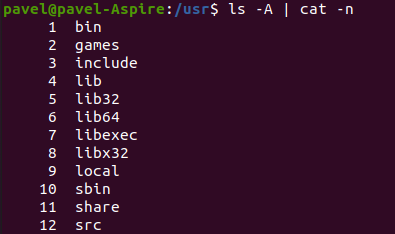 pavel@pavel-Aspire:/usr$ ls -A | cat -n
     1  bin
     2  games
     3  include
     4  lib
     5  lib32
     6  lib64
     7  libexec
     8  libx32
     9  local
    10  sbin
    11  share
    12  src